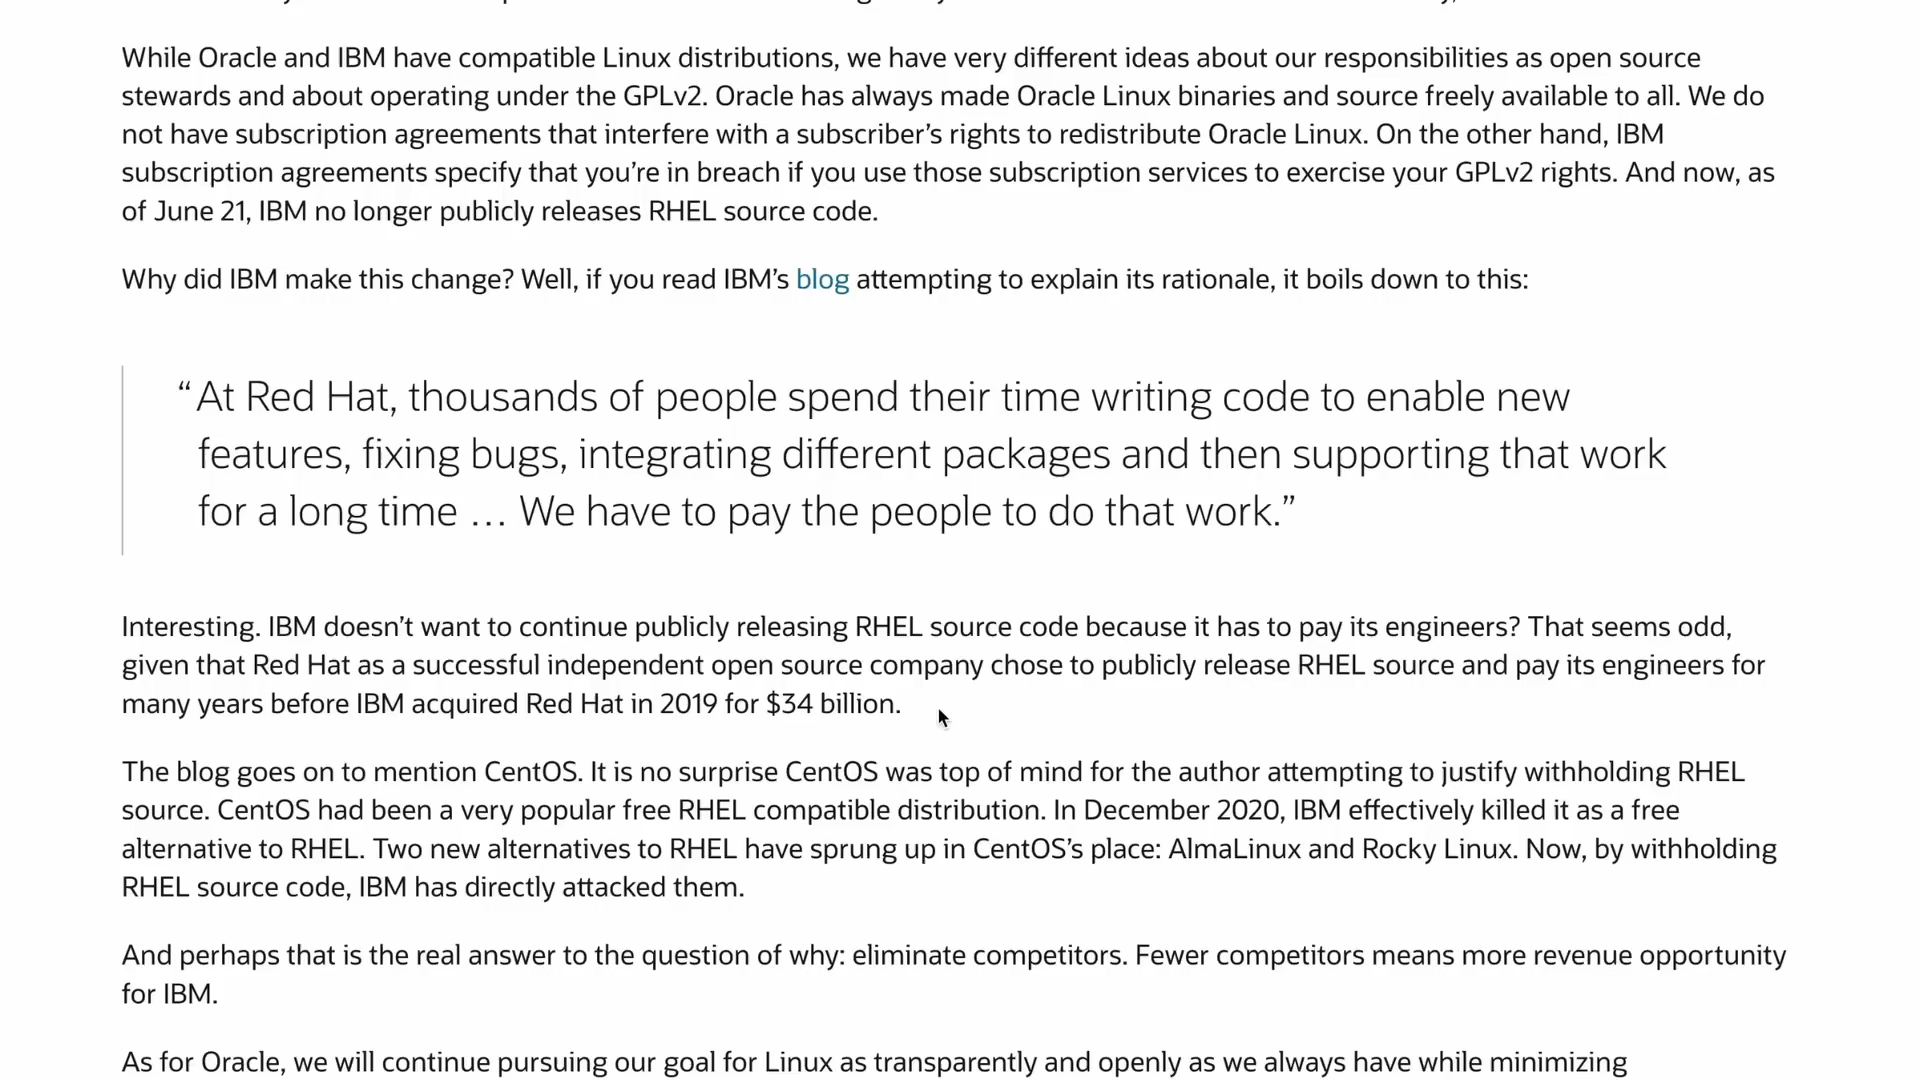 While Oracle and IBM have compatible Linux distributions, we have very different ideas about our responsibilities as open source
stewards and about operating under the GPLv2. Oracle has always made Oracle Linux binaries and source freely available to all. We do
not have subscription agreements that interfere with a subscriber’s rights to redistribute Oracle Linux. On the other hand, IBM
subscription agreements specify that you’re in breach if you use those subscription services to exercise your GPLv2 rights. And now, as
of June 21, IBM no longer publicly releases RHEL source code.
Why did IBM make this change? Well, if you read IBM’s blog attempting to explain its rationale, it boils down to this:
“At Red Hat, thousands of people spend their time writing code to enable new
features, fixing bugs, integrating different packages and then supporting that work
for a long time … We have to pay the people to do that work.”
Interesting. IBM doesn’t want to continue publicly releasing RHEL source code because it has to pay its engineers? That seems odd,
given that Red Hat as a successful independent open source company chose to publicly release RHEL source and pay its engineers for
many years before IBM acquired Red Hat in 2019 for $34 billion.
The blog goes on to mention CentOS. It is no surprise CentOS was top of mind for the author attempting to justify withholding RHEL
source. CentOS had been a very popular free RHEL compatible distribution. In December 2020, IBM effectively killed it as a free
alternative to RHEL. Two new alternatives to RHEL have sprung up in CentOS’s place: AlmaLinux and Rocky Linux. Now, by withholding
RHEL source code, IBM has directly attacked them.
And perhaps that is the real answer to the question of why: eliminate competitors. Fewer competitors means more revenue opportunity
for IBM.
As for Oracle, we will continue pursuing our goal for Linux as transparently and openly as we always have while minimizing